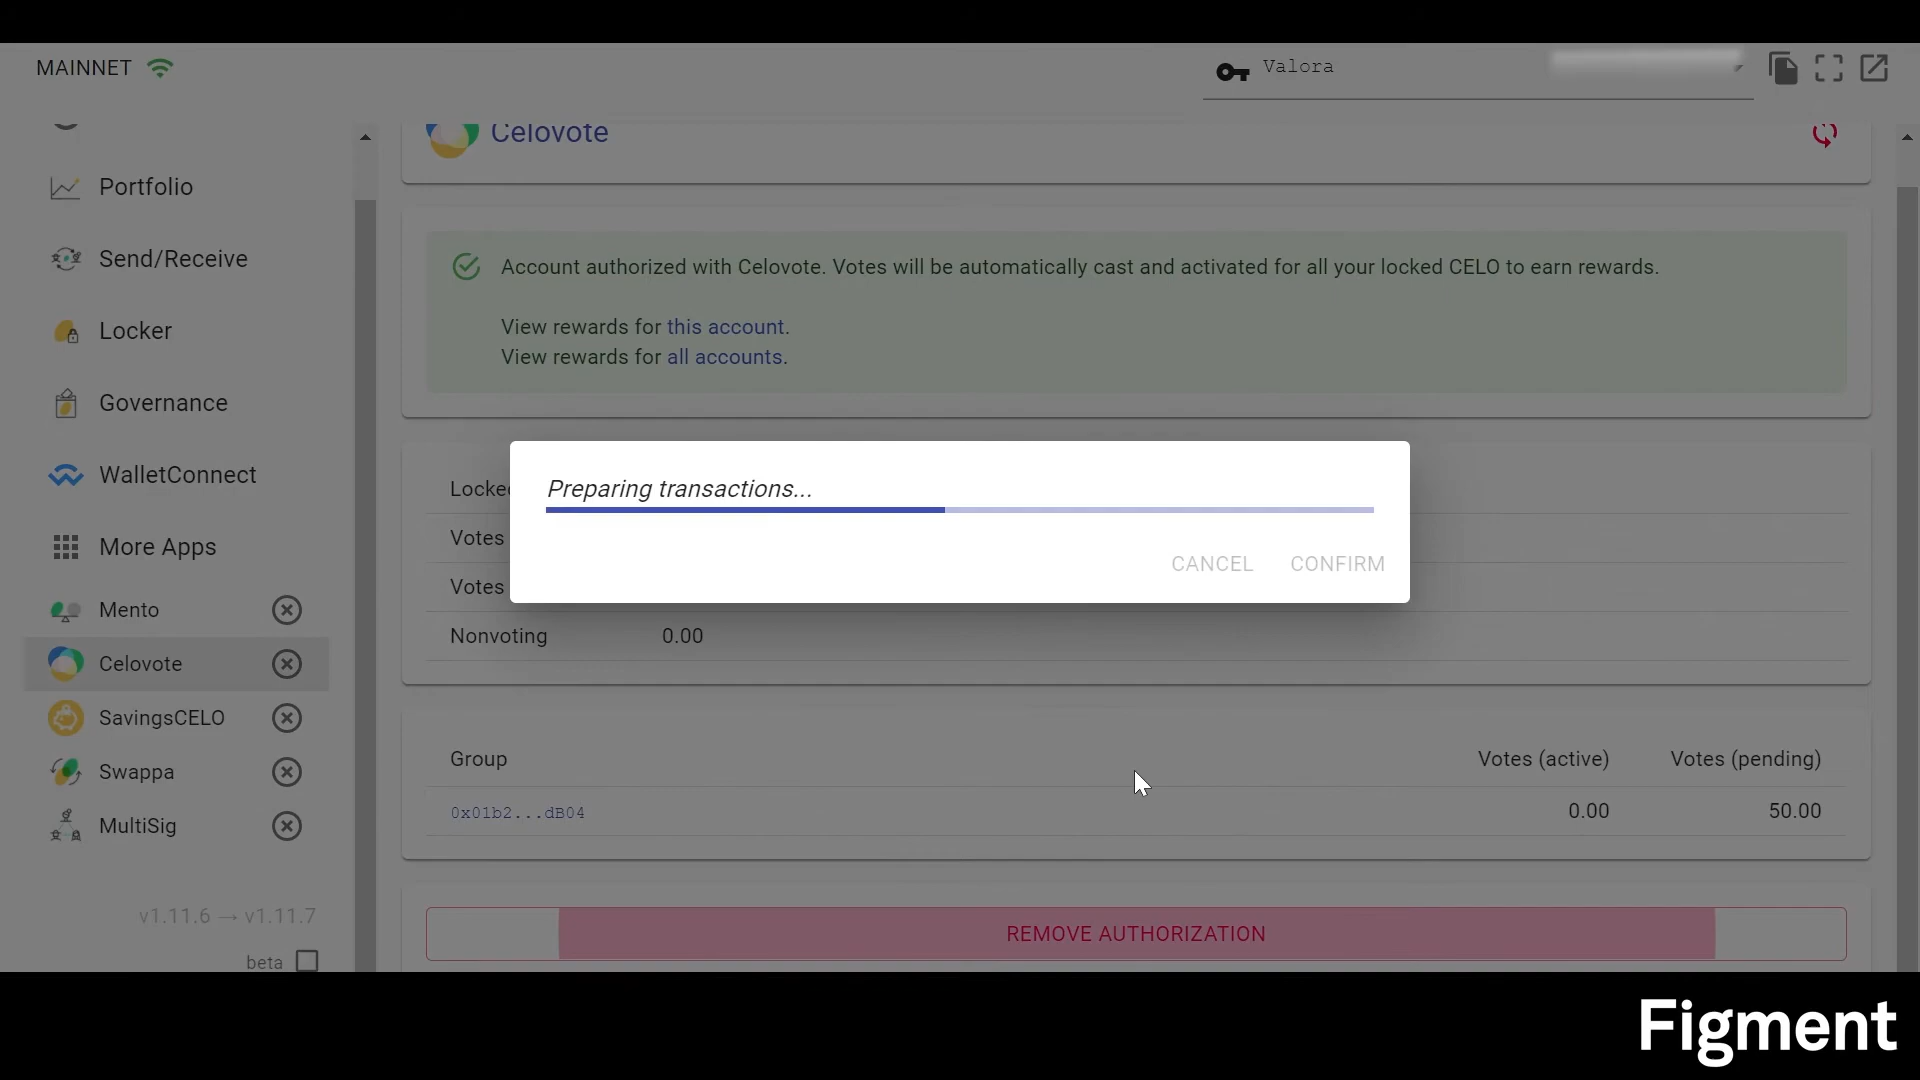 MAINNET
Valora
Celovote
Portfolio
Send/Receive
Locker
Governance
WalletConnect
More Apps
Mento
Celovote
SavingsCELO
Swappa
MultiSig
v1.11.6 → v1.11.7
beta
Account authorized with Celovote. Votes will be automatically cast and activated for all your locked CELO to earn rewards.
View rewards for this account.
View rewards for all accounts.
Locked
Votes
Votes
Nonvoting 0.00
Preparing transactions...
CANCEL CONFIRM
Group Votes (active) Votes (pending)
0x01b2...dB04 0.00 50.00
REMOVE AUTHORIZATION
Figment